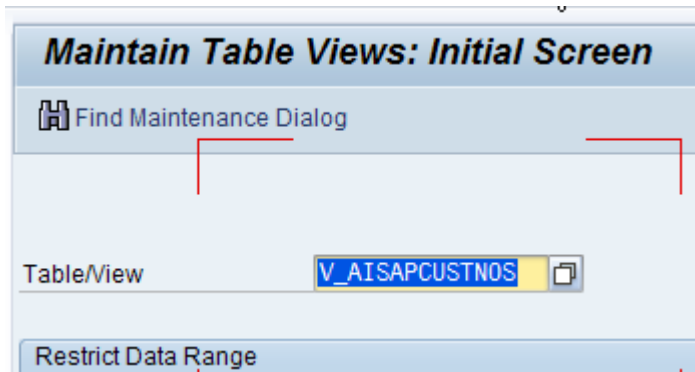 Maintain Table Views: Initial Screen
Find Maintenance Dialog
Table/View V_AISAPCUSTNOS
Restrict Data Range